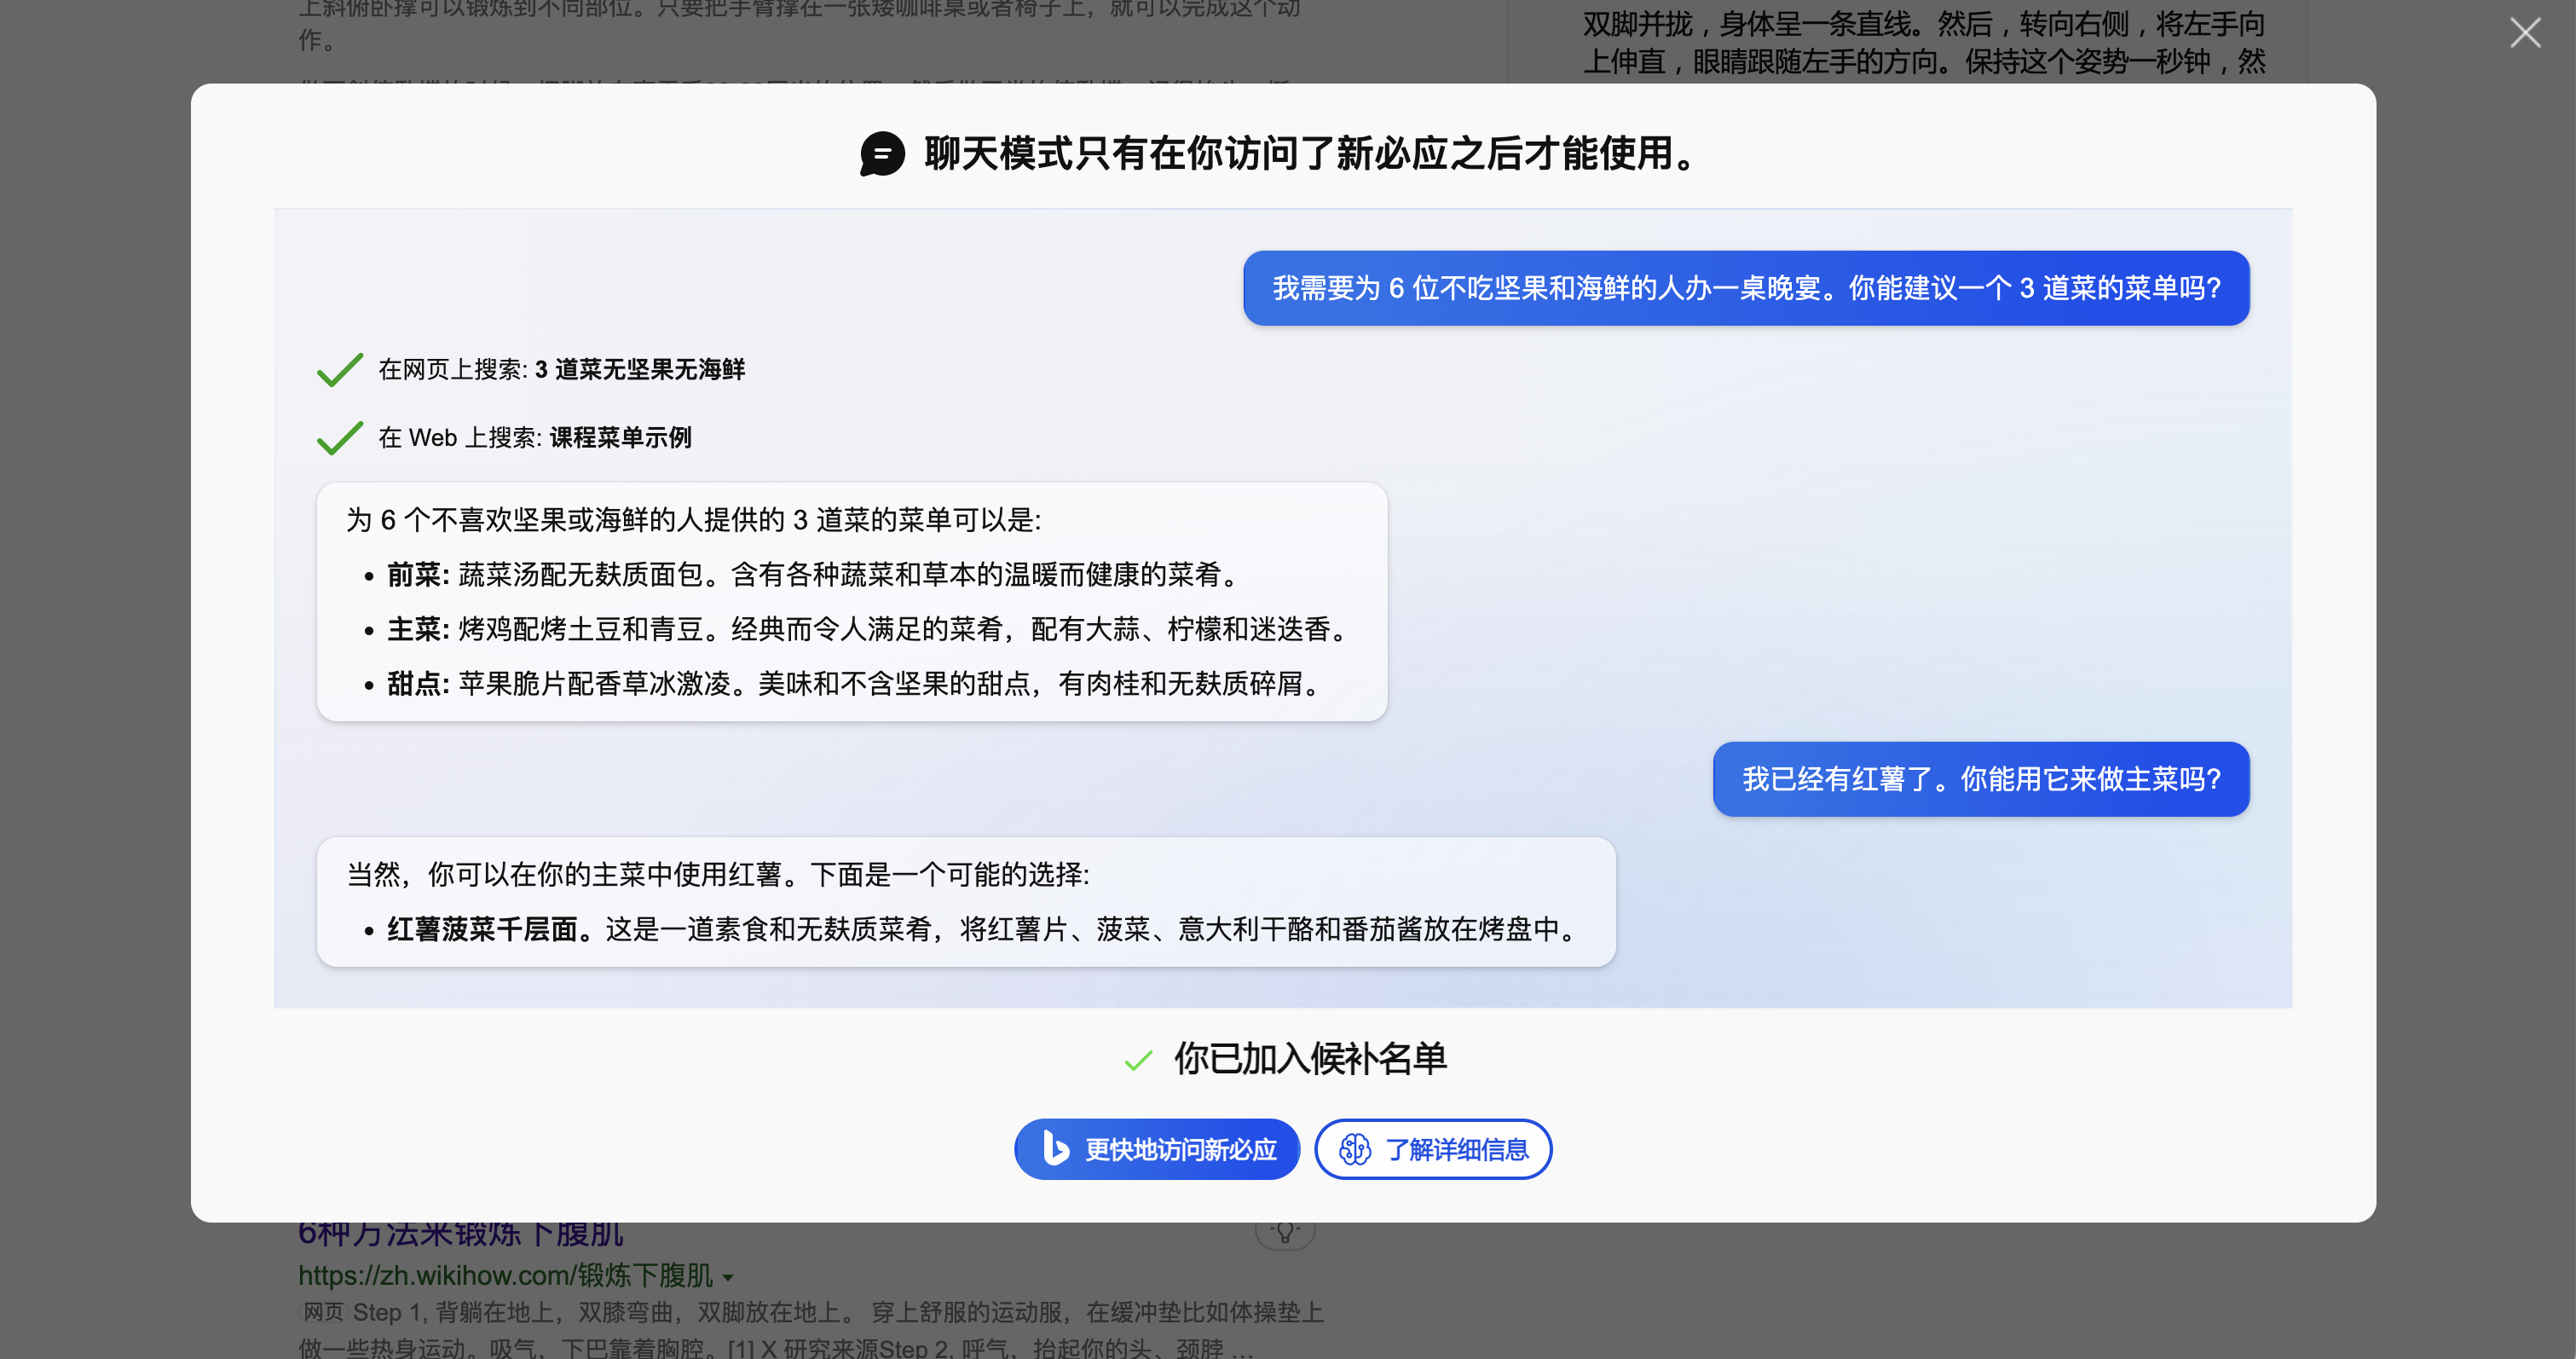 上斜俯卧撑可以锻炼到不同部位。只要把手臂撑在一张矮咖啡桌或者椅子上，就可以完成这个动
作。
双脚并拢，身体呈一条直线。然后，转向右侧，将左手向
上伸直，眼睛跟随左手的方向。保持这个姿势一秒钟，然
聊天模式只有在你访问了新必应之后才能使用。
我需要为 6 位不吃坚果和海鲜的人办一桌晚宴。你能建议一个 3 道菜的菜单吗?
在网页上搜索: 3 道菜无坚果无海鲜
在 Web 上搜索: 课程菜单示例
为 6 个不喜欢坚果或海鲜的人提供的 3 道菜的菜单可以是:
• 前菜: 蔬菜汤配无麸质面包。含有各种蔬菜和草本的温暖而健康的菜肴。
• 主菜: 烤鸡配烤土豆和青豆。经典而令人满足的菜肴，配有大蒜、柠檬和迷迭香。
• 甜点: 苹果脆片配香草冰激凌。美味和不含坚果的甜点，有肉桂和无麸质碎屑。
我已经有红薯了。你能用它来做主菜吗?
当然，你可以在你的主菜中使用红薯。下面是一个可能的选择:
• 红薯菠菜千层面。这是一道素食和无麸质菜肴，将红薯片、菠菜、意大利干酪和番茄酱放在烤盘中。
你已加入候补名单
更快地访问新必应
了解详细信息
6种方法来锻炼下腹肌
https://zh.wikihow.com/锻炼下腹肌
网页 Step 1, 背躺在地上，双膝弯曲，双脚放在地上。 穿上舒服的运动服，在缓冲垫比如体操垫上
做一些热身运动。吸气，下巴靠着胸腔。[1] X 研究来源Step 2, 呼气，抬起你的头、颈脖 ...